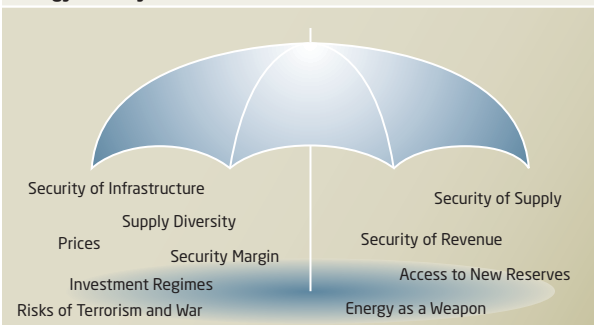 Security of Infrastructure
Security of Supply
Supply Diversity
Prices
Security of Revenue
Security Margin
Access to New Reserves
Investment Regimes
Risks of Terrorism and War
Energy as a Weapon